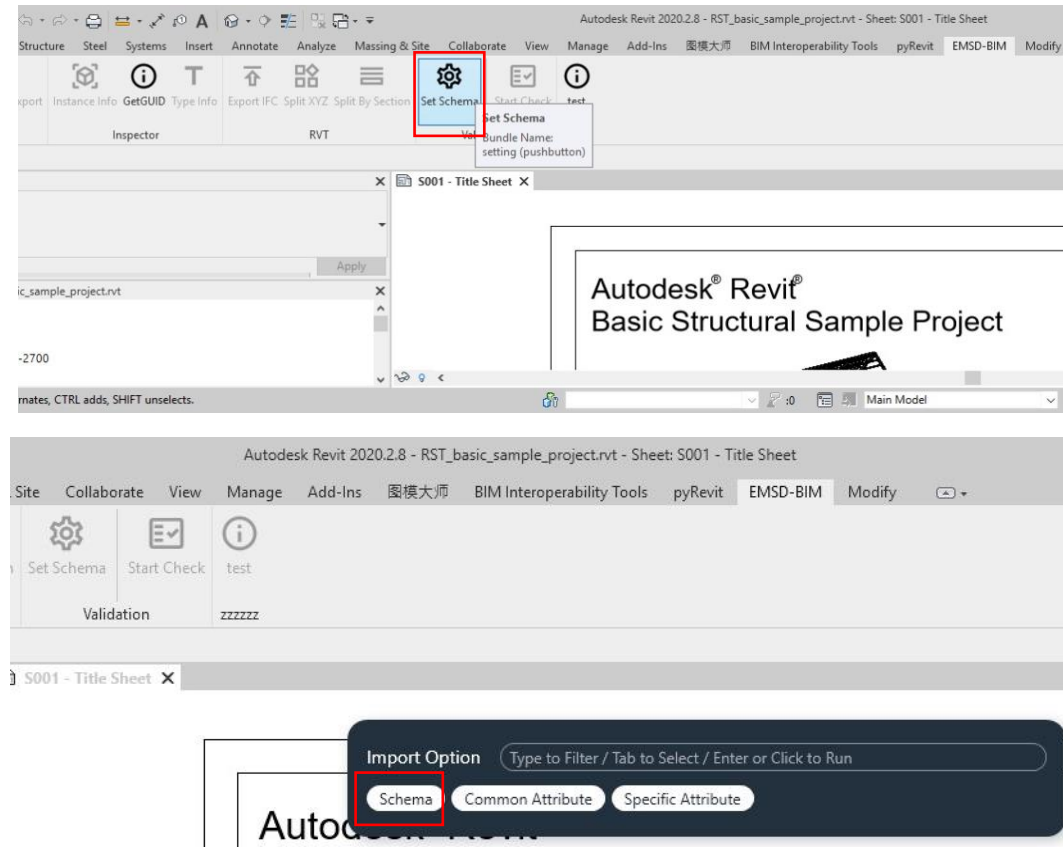 Autodesk Revit 2020.2.8 - RST_basic_sample_project.rvt - Sheet: S001 - Title Sheet
Structure Steel Systems Insert Annotate Analyze Massing & Site Collaborate View Manage Add-Ins 图模大师 BIM Interoperability Tools pyRevit EMSD-BIM Modify
xport Instance Info GetGUID Type Info Export IFC Split XYZ Split By Section Set Schema Start Check test
Inspector RVT Val
Set Schema
Bundle Name:
setting (pushbutton)
S001 - Title Sheet
Apply
ic_sample_project.rvt
-2700
Autodesk® Revit®
Basic Structural Sample Project
rnates, CTRL adds, SHIFT unselects. :0 Main Model
Autodesk Revit 2020.2.8 - RST_basic_sample_project.rvt - Sheet: S001 - Title Sheet
Site Collaborate View Manage Add-Ins 图模大师 BIM Interoperability Tools pyRevit EMSD-BIM Modify
n Set Schema Start Check test
Validation zzzzzz
S001 - Title Sheet
Import Option Type to Filter / Tab to Select / Enter or Click to Run
Schema Common Attribute Specific Attribute